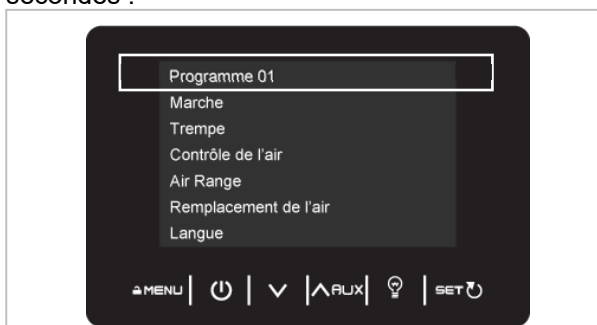 secondes :
Programme 01
Marche
Trempe
Contrôle de l'air
Air Range
Remplacement de l'air
Langue
MENU AUX SET